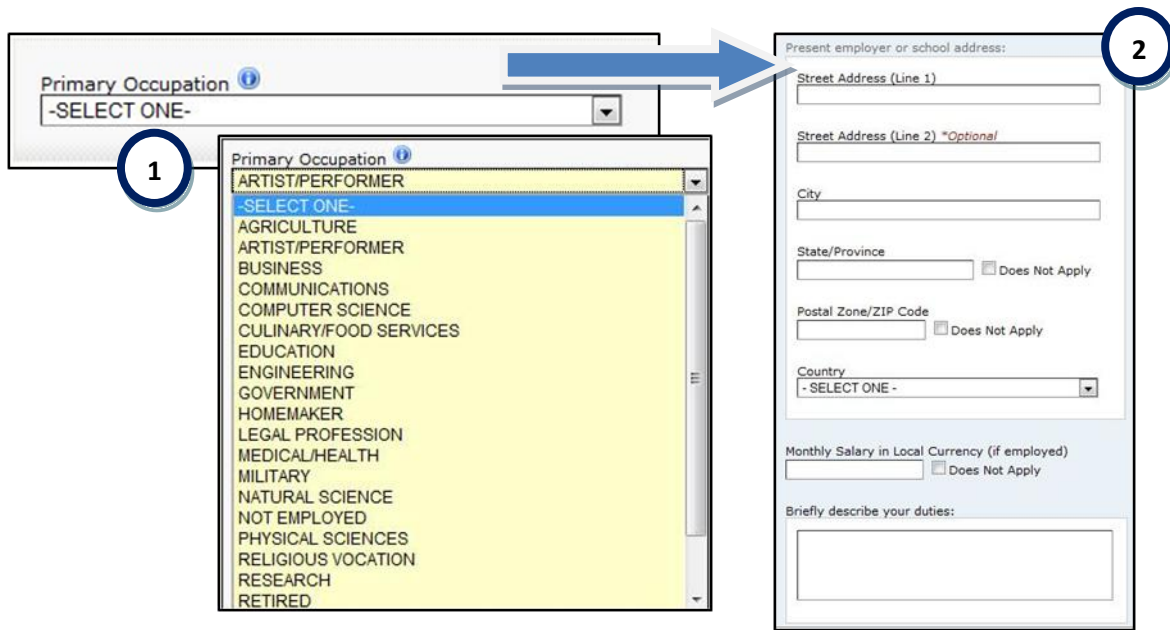 Primary Occupation
-SELECT ONE-
1
Primary Occupation
ARTIST/PERFORMER
-SELECT ONE-
AGRICULTURE
ARTIST/PERFORMER
BUSINESS
COMMUNICATIONS
COMPUTER SCIENCE
CULINARY/FOOD SERVICES
EDUCATION
ENGINEERING
GOVERNMENT
HOMEMAKER
LEGAL PROFESSION
MEDICAL/HEALTH
MILITARY
NATURAL SCIENCE
NOT EMPLOYED
PHYSICAL SCIENCES
RELIGIOUS VOCATION
RESEARCH
RETIRED
2
Present employer or school address:
Street Address (Line 1)
Street Address (Line 2) *Optional
City
State/Province
Does Not Apply
Postal Zone/ZIP Code
Does Not Apply
Country
- SELECT ONE -
Monthly Salary in Local Currency (if employed)
Does Not Apply
Briefly describe your duties: